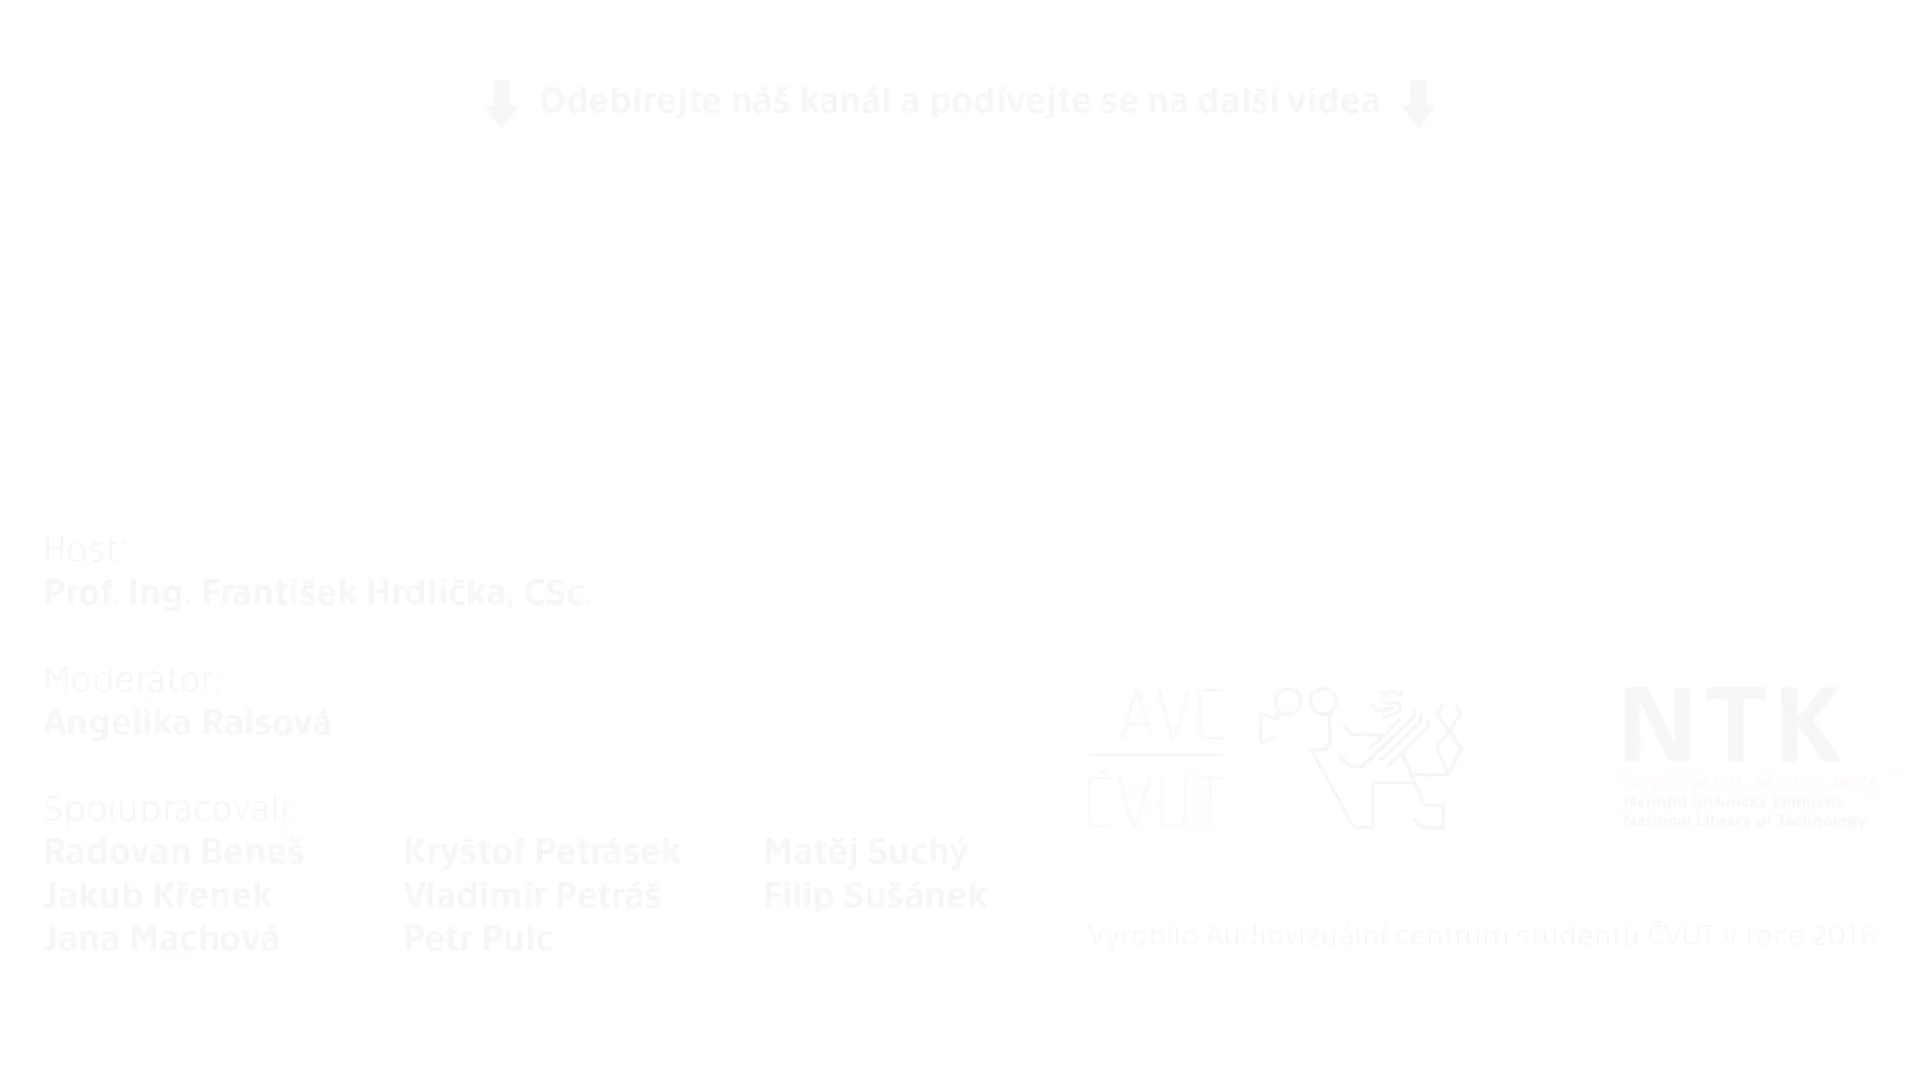 Odebírejte náš kanál a podívejte se na další vídea
Host:
Prof. Ing. František Hrdlička, CSc.
Moderátor:
Angelika Raisová
Spolupracovali:
Radovan Beneš
Jakub Křenek
Jana Machová
Kryštof Petrásek
Vladimír Petráš
Petr Pulc
Matěj Suchý
Filip Sušánek
AVC
ČVUT
NTK
Národní technická knihovna
National Library of Technology
Vyrobilo Audiovizuální centrum studentů ČVUT v roce 2016